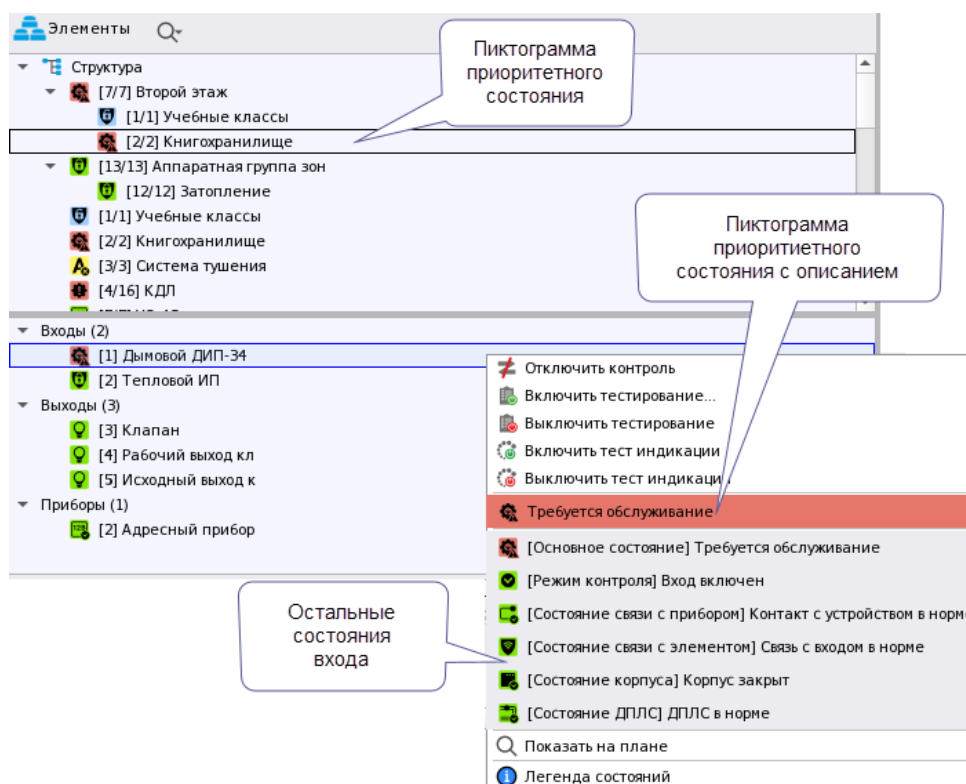 Элементы
Пиктограмма
приоритетного
состояния
Структура
[7/7] Второй этаж
[1/1] Учебные классы
[2/2] Книгохранилище
[13/13] Аппаратная группа зон
[12/12] Затопление
[1/1] Учебные классы
[2/2] Книгохранилище
[3/3] Система тушения
[4/16] КДЛ
Пиктограмма
приоритиетного
состояния с описанием
Входы (2)
[1] Дымовой ДИП-34
[2] Тепловой ИП
Выходы (3)
[3] Клапан
[4] Рабочий выход кл
[5] Исходный выход к
Приборы (1)
[2] Адресный прибор
Отключить контроль
Включить тестирование...
Выключить тестирование
Включить тест индикации
Выключить тест индикаци
Требуется обслуживание
[Основное состояние] Требуется обслуживание
[Режим контроля] Вход включен
[Состояние связи с прибором] Контакт с устройством в норм
[Состояние связи с элементом] Связь с входом в норме
[Состояние корпуса] Корпус закрыт
[Состояние ДПЛС] ДПЛС в норме
Показать на плане
Легенда состояний
Остальные
состояния
входа